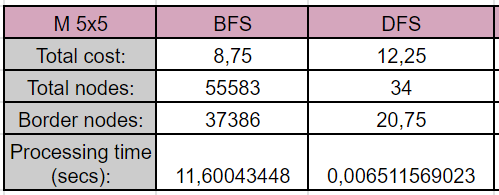 M 5x5 BFS DFS
Total cost: 8,75 12,25
Total nodes: 55583 34
Border nodes: 37386 20,75
Processing time
(secs): 11,60043448 0,006511569023